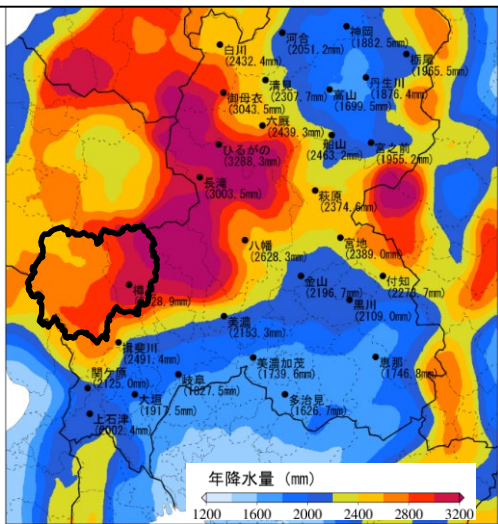 河合
(2051.2mm)
神岡
(1882.5mm)
白川
(2432.4mm)
栃尾
(1965.5mm)
清見
(2307.7mm)
丹生川
(1876.4mm)
御母衣
(3043.5mm)
高山
(1699.5mm)
六厩
(2439.3mm)
ひるがの
(3288.3mm)
船山
(2463.2mm)
宮之前
(1955.2mm)
長滝
(3003.5mm)
萩原
(2374.6mm)
八幡
(2628.3mm)
宮地
(2389.0mm)
金山
(2196.7mm)
付知
黒川
(2109.0mm)
美濃
(2153.3mm)
揖斐川
(2491.4mm)
美濃加茂
(1739.6mm)
恵那
(1746.8mm)
関ケ原
(2125.0mm)
岐阜
(1827.5mm)
大垣
(1917.5mm)
多治見
(1626.7mm)
上石津
(2002.4mm)
年降水量 (mm)
1200 1600 2000 2400 2800 3200